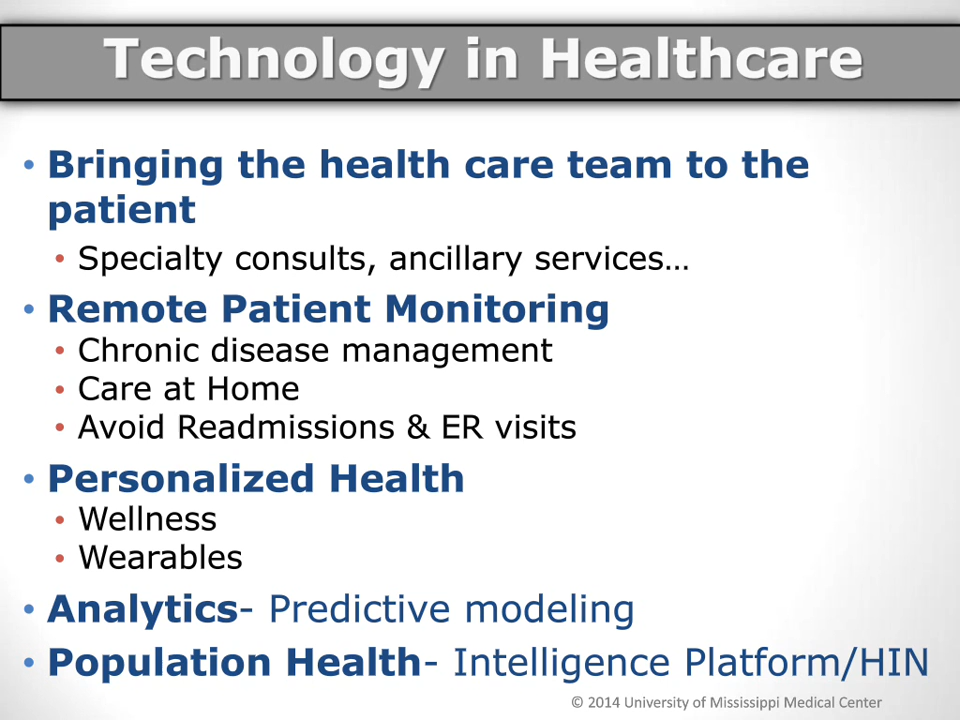 Technology in Healthcare
• Bringing the health care team to the
patient
• Specialty consults, ancillary services…
• Remote Patient Monitoring
• Chronic disease management
• Care at Home
• Avoid Readmissions & ER visits
• Personalized Health
• Wellness
• Wearables
• Analytics- Predictive modeling
• Population Health- Intelligence Platform/HIN
© 2014 University of Mississippi Medical Center